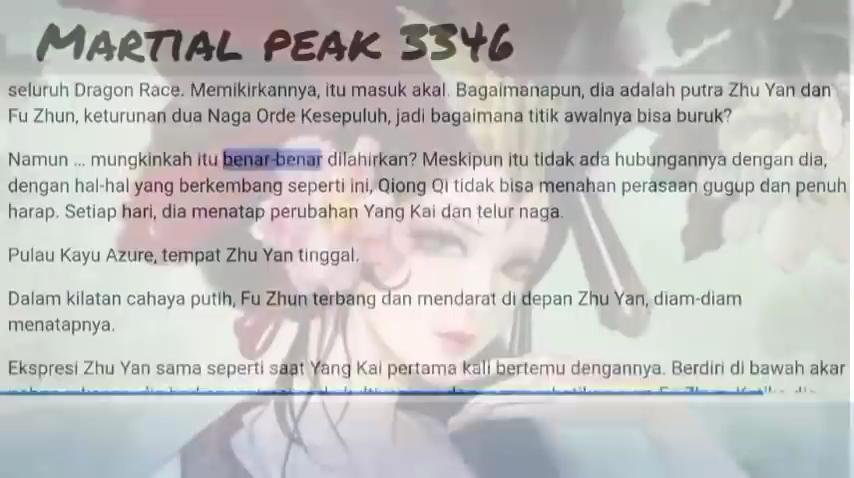 MARTIAL PEAK 3346
seluruh Dragon Race. Memikirkannya, itu masuk akal. Bagaimanapun, dia adalah putra Zhu Yan dan
Fu Zhun, keturunan dua Naga Orde Kesepuluh, jadi bagaimana titik awalnya bisa buruk?
Namun ... mungkinkah itu benar-benar dilahirkan? Meskipun itu tidak ada hubungannya dengan dia,
dengan hal-hal yang berkembang seperti ini, Qiong Qi tidak bisa menahan perasaan gugup dan penuh
harap. Setiap hari, dia menatap perubahan Yang Kai dan telur naga.
Pulau Kayu Azure, tempat Zhu Yan tinggal.
Dalam kilatan cahaya putih, Fu Zhun terbang dan mendarat di depan Zhu Yan, diam-diam
menatapnya.
Ekspresi Zhu Yan sama seperti saat Yang Kai pertama kali bertemu dengannya. Berdiri di bawah akar